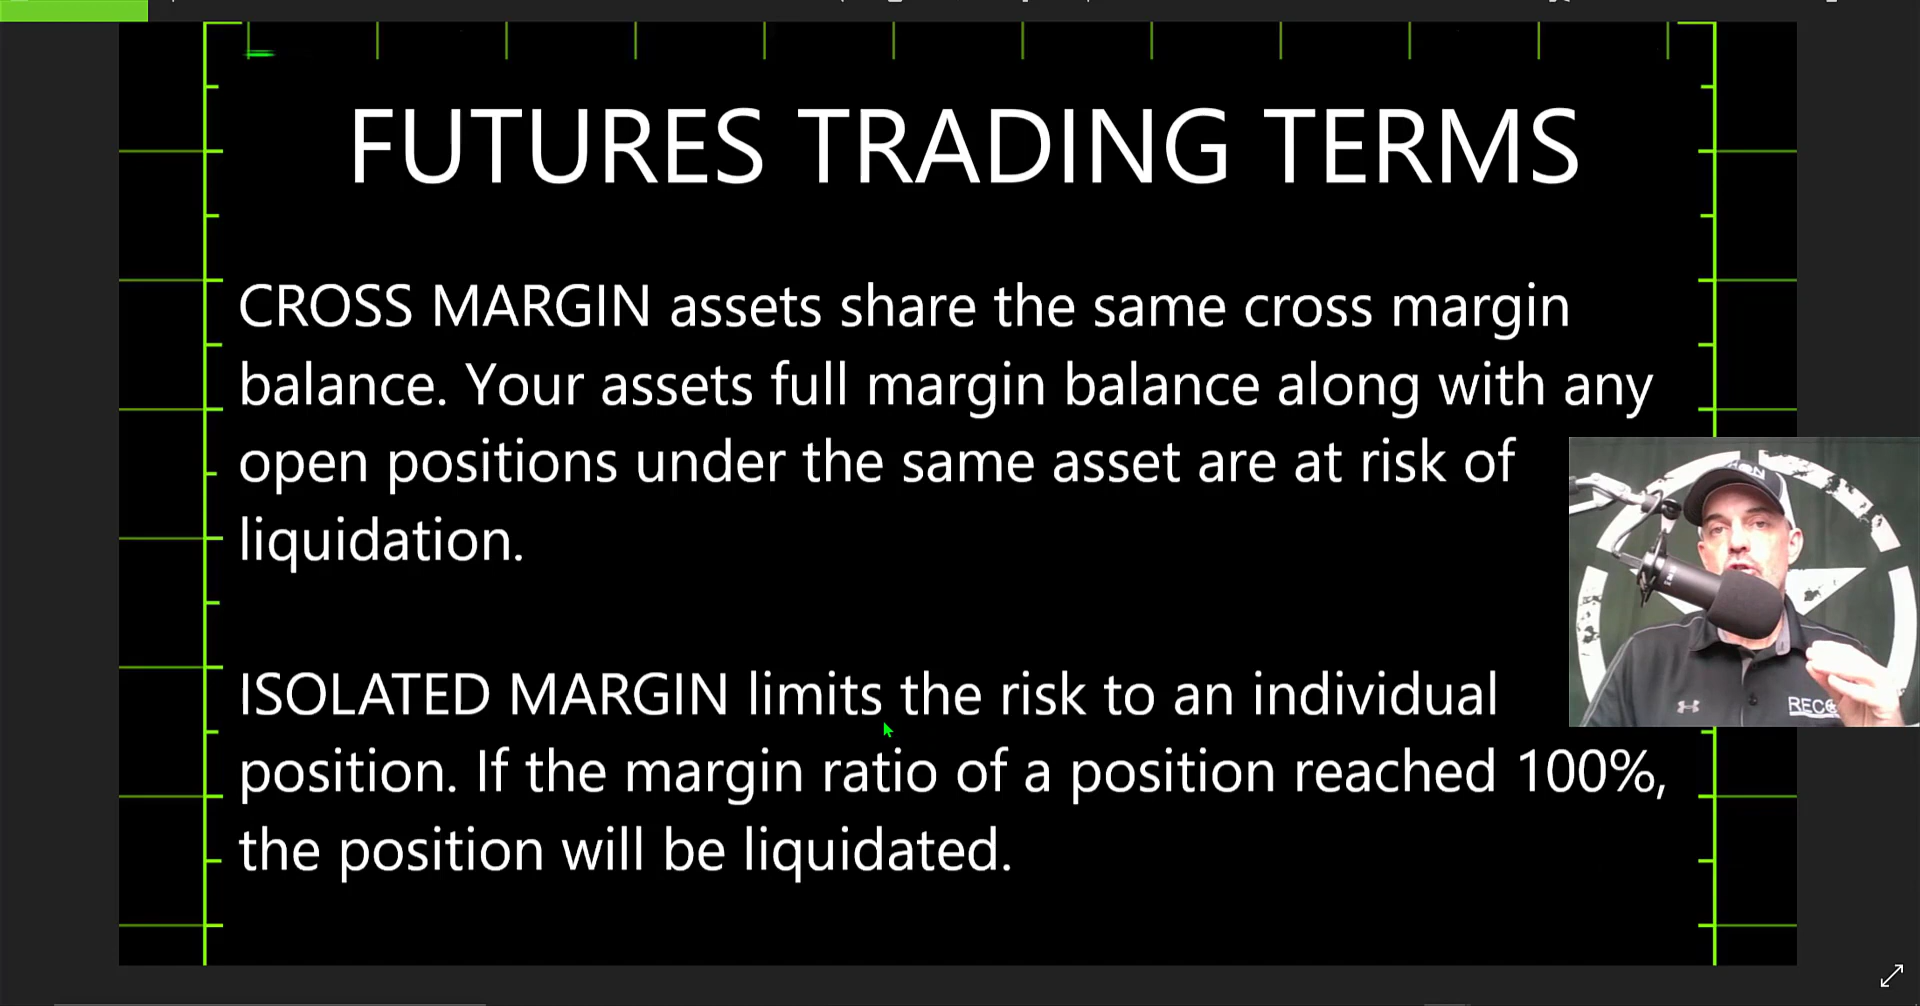 FUTURES TRADING TERMS
CROSS MARGIN assets share the same cross margin
balance. Your assets full margin balance along with any
open positions under the same asset are at risk of
liquidation.
ISOLATED MARGIN limits the risk to an individual
position. If the margin ratio of a position reached 100%,
the position will be liquidated.